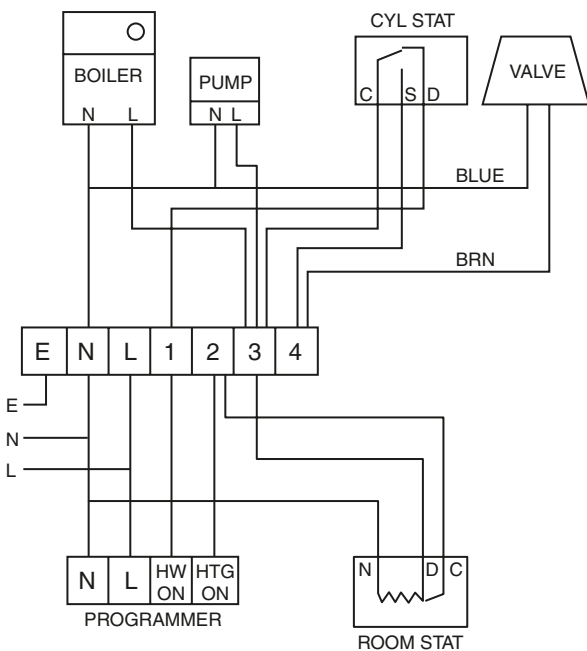 CYL STAT
BOILER
PUMP
VALVE
N L
N L
C S D
BLUE
BRN
E N L 1 2 3 4
E
N
L
N L HW ON HTG ON
PROGRAMMER
N D C
ROOM STAT